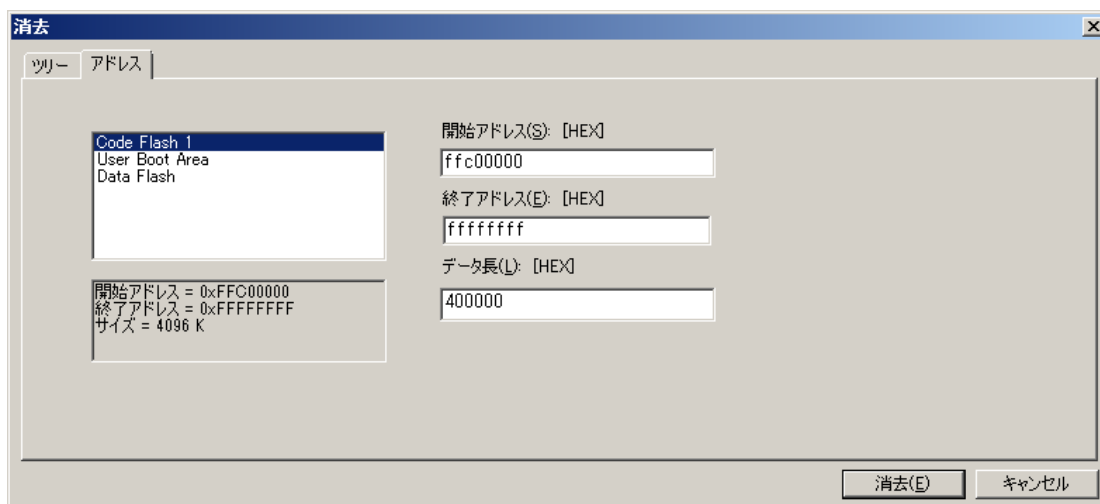 消去
ツリー
アドレス
Code Flash 1
User Boot Area
Data Flash
開始アドレス = 0xFFC00000
終了アドレス = 0xFFFFFFFF
サイズ = 4096 K
開始アドレス(S): [HEX]
ffc00000
終了アドレス(E): [HEX]
ffffffff
データ長(L): [HEX]
400000
消去(E)
キャンセル